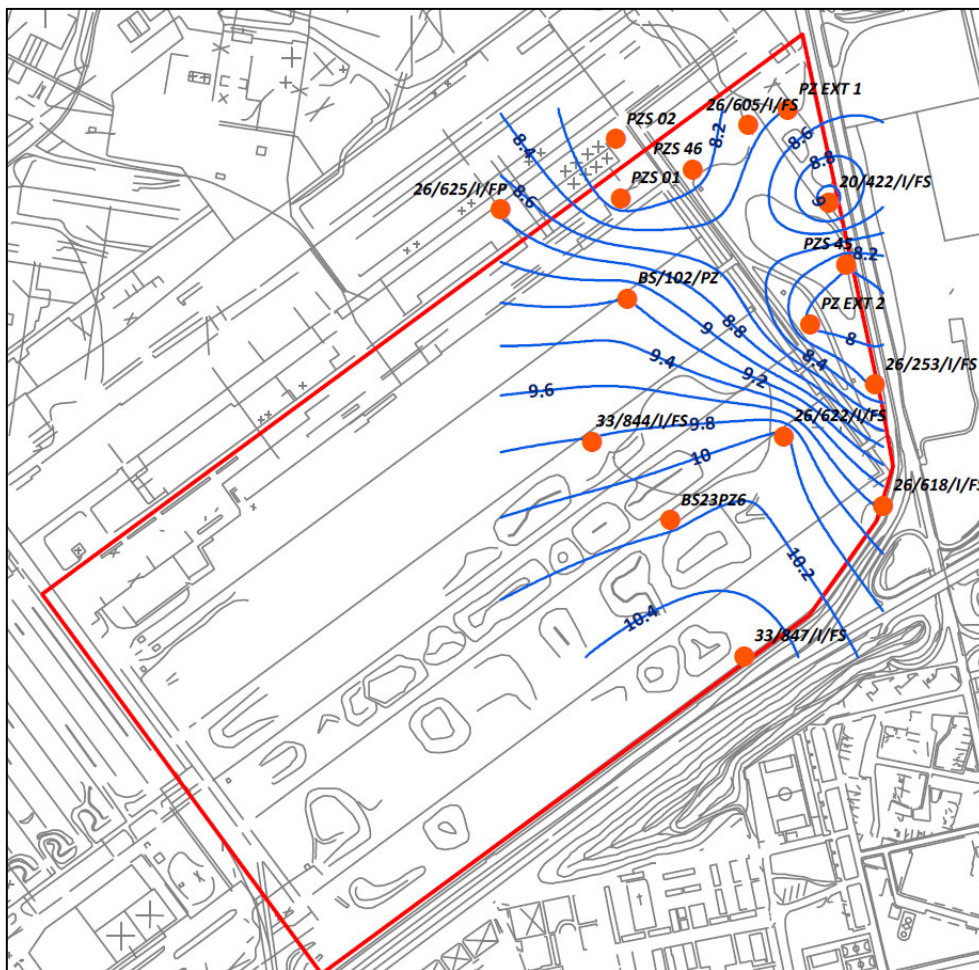 PZ EXT 1
26/605/I/FS
PZS 02
8.2
8.6
8.4
PZS 46
8.8
20/422/I/FS
26/625/I/FP
8.6
PZS 01
9
PZS 45
8.2
BS/102/PZ
PZ EXT 2
8.8
9
8
9.4
8.4
9.2
26/253/I/FS
9.6
33/844/I/FS
9.8
26/622/I/FS
10
BS23PZ6
26/618/I/FS
10.2
10.4
33/847/I/FS